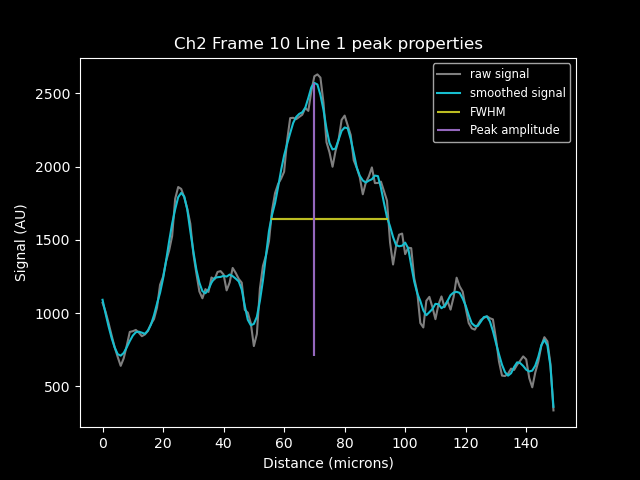 Ch2 Frame 10 Line 1 peak properties
raw signal
smoothed signal
FWHM
Peak amplitude
Signal (AU)
2500
2000
1500
1000
500
0 20 40 60 80 100 120 140
Distance (microns)